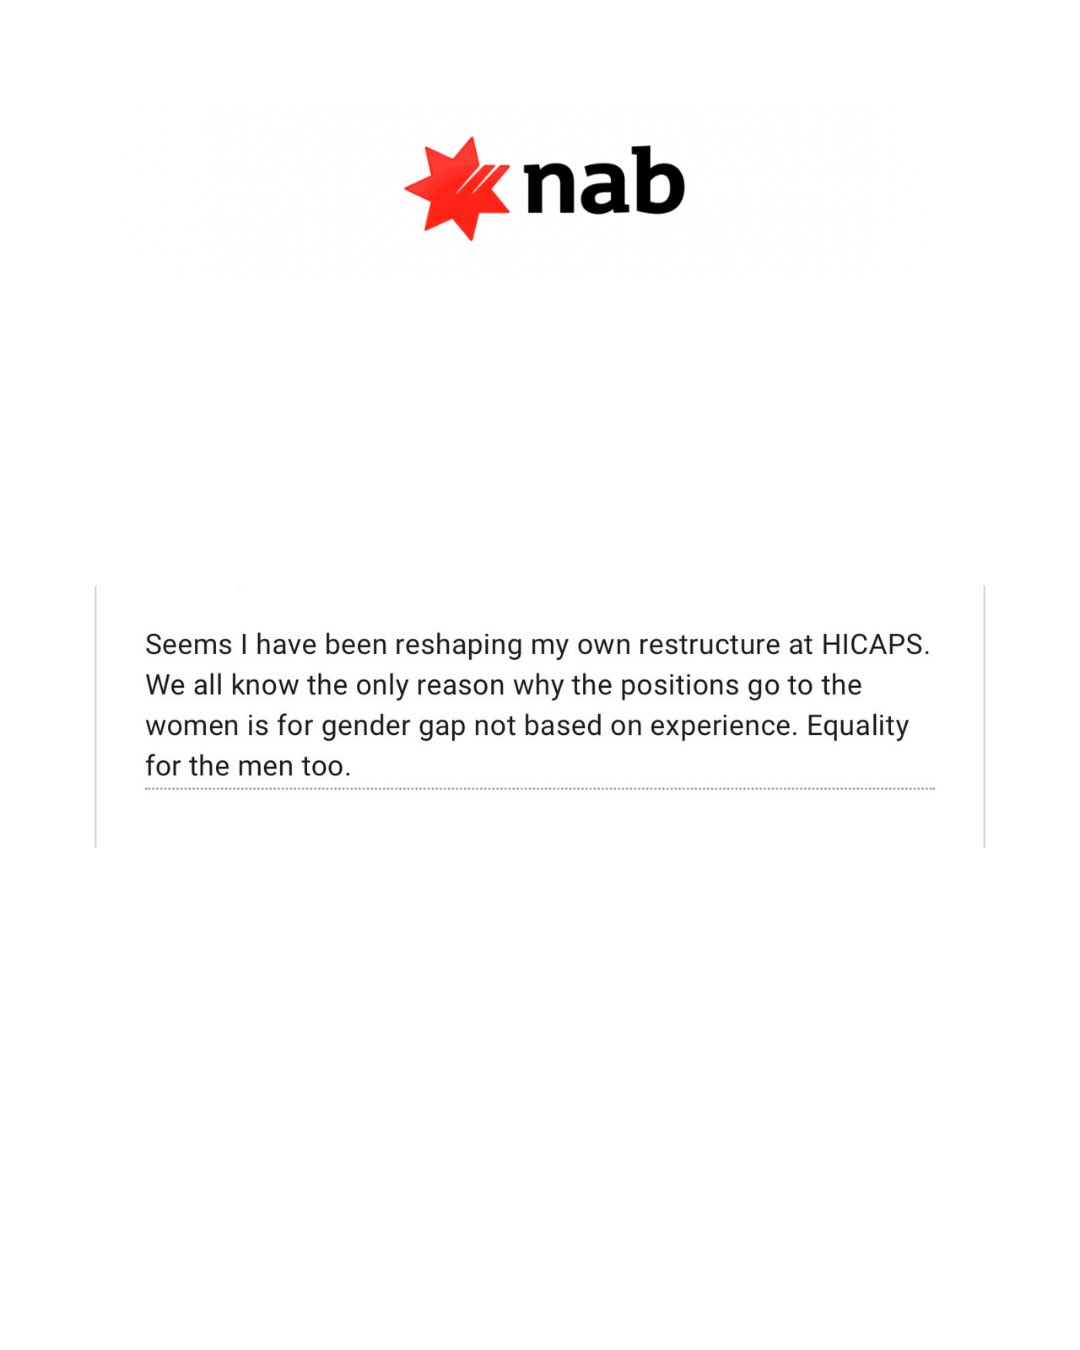 nab
Seems I have been reshaping my own restructure at HICAPS.
We all know the only reason why the positions go to the
women is for gender gap not based on experience. Equality
for the men too.